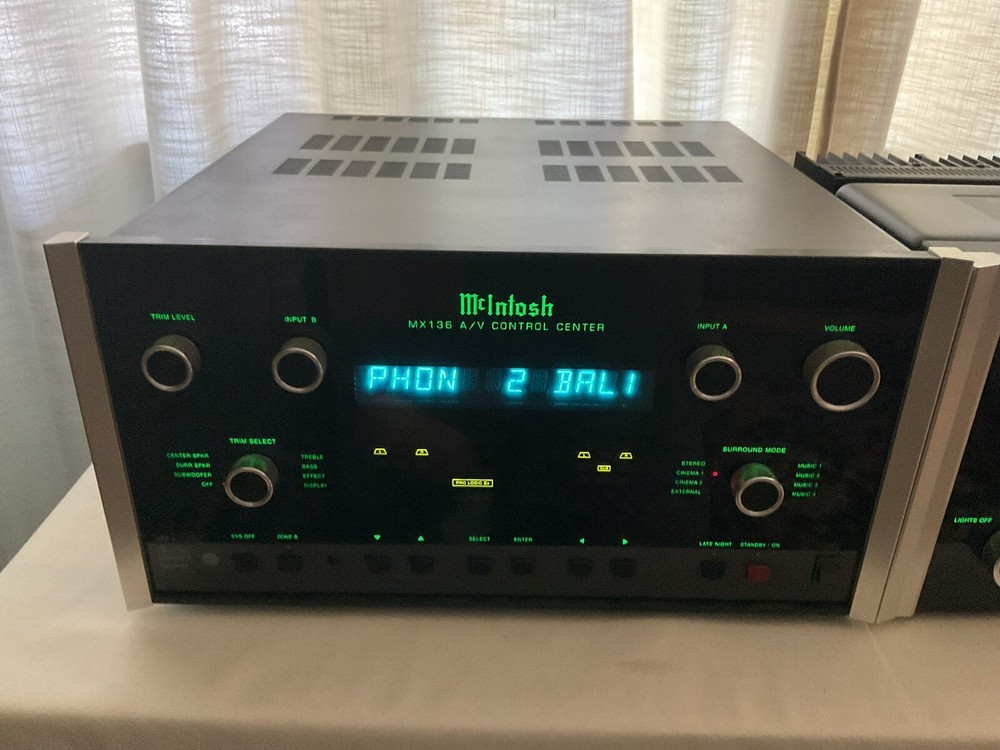 McIntosh
MX136 A/V CONTROL CENTER
TRIM LEVEL
INPUT B
INPUT A
VOLUME
PHON 2 BAL1
TRIM SELECT
CENTER SPKR
SURR SPKR
SUBWOOFER
OFF
TREBLE
BASS
EFFECT
DISPLAY
L
R
L
R
PRO LOGIC IIx
SURROUND MODE
STEREO
CINEMA 1
CINEMA 2
EXTERNAL
MUSIC 1
MUSIC 2
MUSIC 3
MUSIC 4
SYS OFF
ZONE B
SELECT
ENTER
LATE NIGHT
STANDBY / ON
LIGHTS OFF